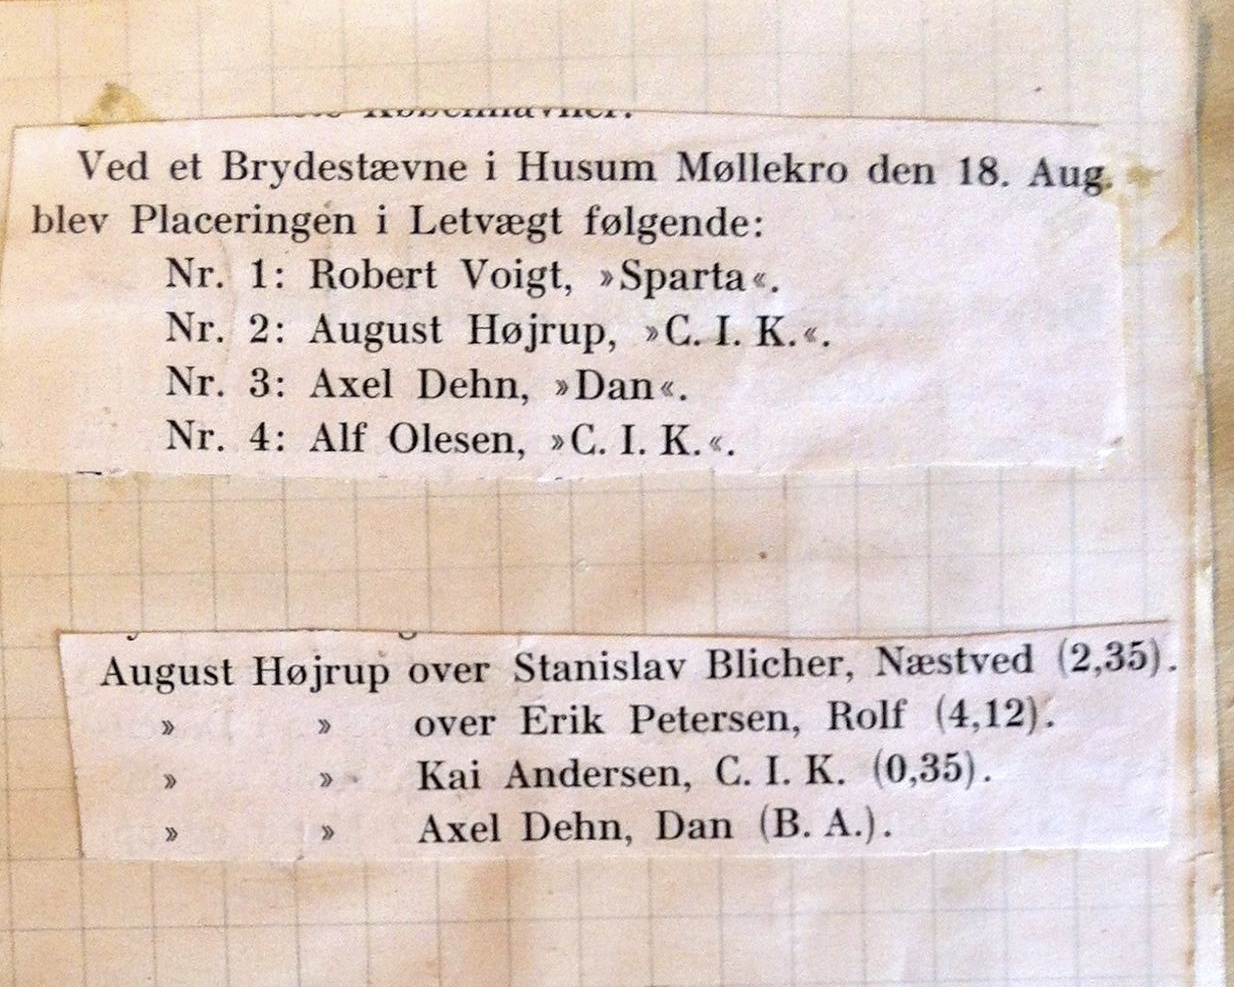 Københavner.
Ved et Brydestævne i Husum Møllekro den 18. Aug.
blev Placeringen i Letvægt følgende:
Nr. 1: Robert Voigt, »Sparta«.
Nr. 2: August Højrup, »C. I. K.«.
Nr. 3: Axel Dehn, »Dan«.
Nr. 4: Alf Olesen, »C. I. K.«.
August Højrup over Stanislav Blicher, Næstved (2,35).
» » over Erik Petersen, Rolf (4,12).
» » Kai Andersen, C. I. K. (0,35).
» » Axel Dehn, Dan (B. A.).